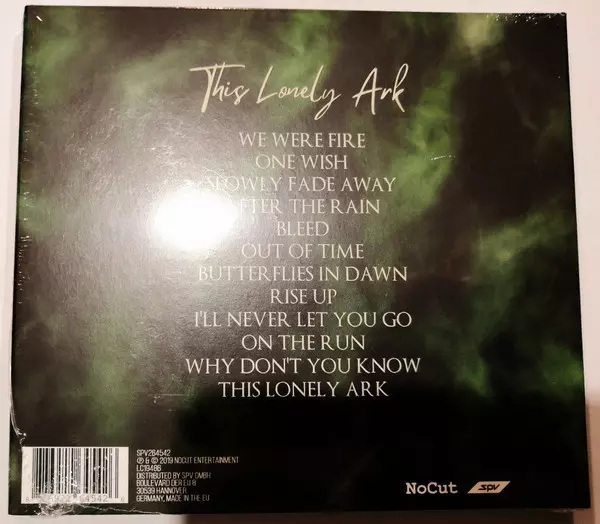 This Lonely Ark
WE WERE FIRE
ONE WISH
SLOWLY FADE AWAY
AFTER THE RAIN
BLEED
OUT OF TIME
BUTTERFLIES IN DAWN
RISE UP
I'LL NEVER LET YOU GO
ON THE RUN
WHY DON'T YOU KNOW
THIS LONELY ARK
SPV284542
℗ & © 2019 NOCUT ENTERTAINMENT
LC19486
DISTRIBUTED BY SPV GMBH
BOULEVARD DER EU 8
30539 HANNOVER
GERMANY, MADE IN THE EU
NoCut SPV